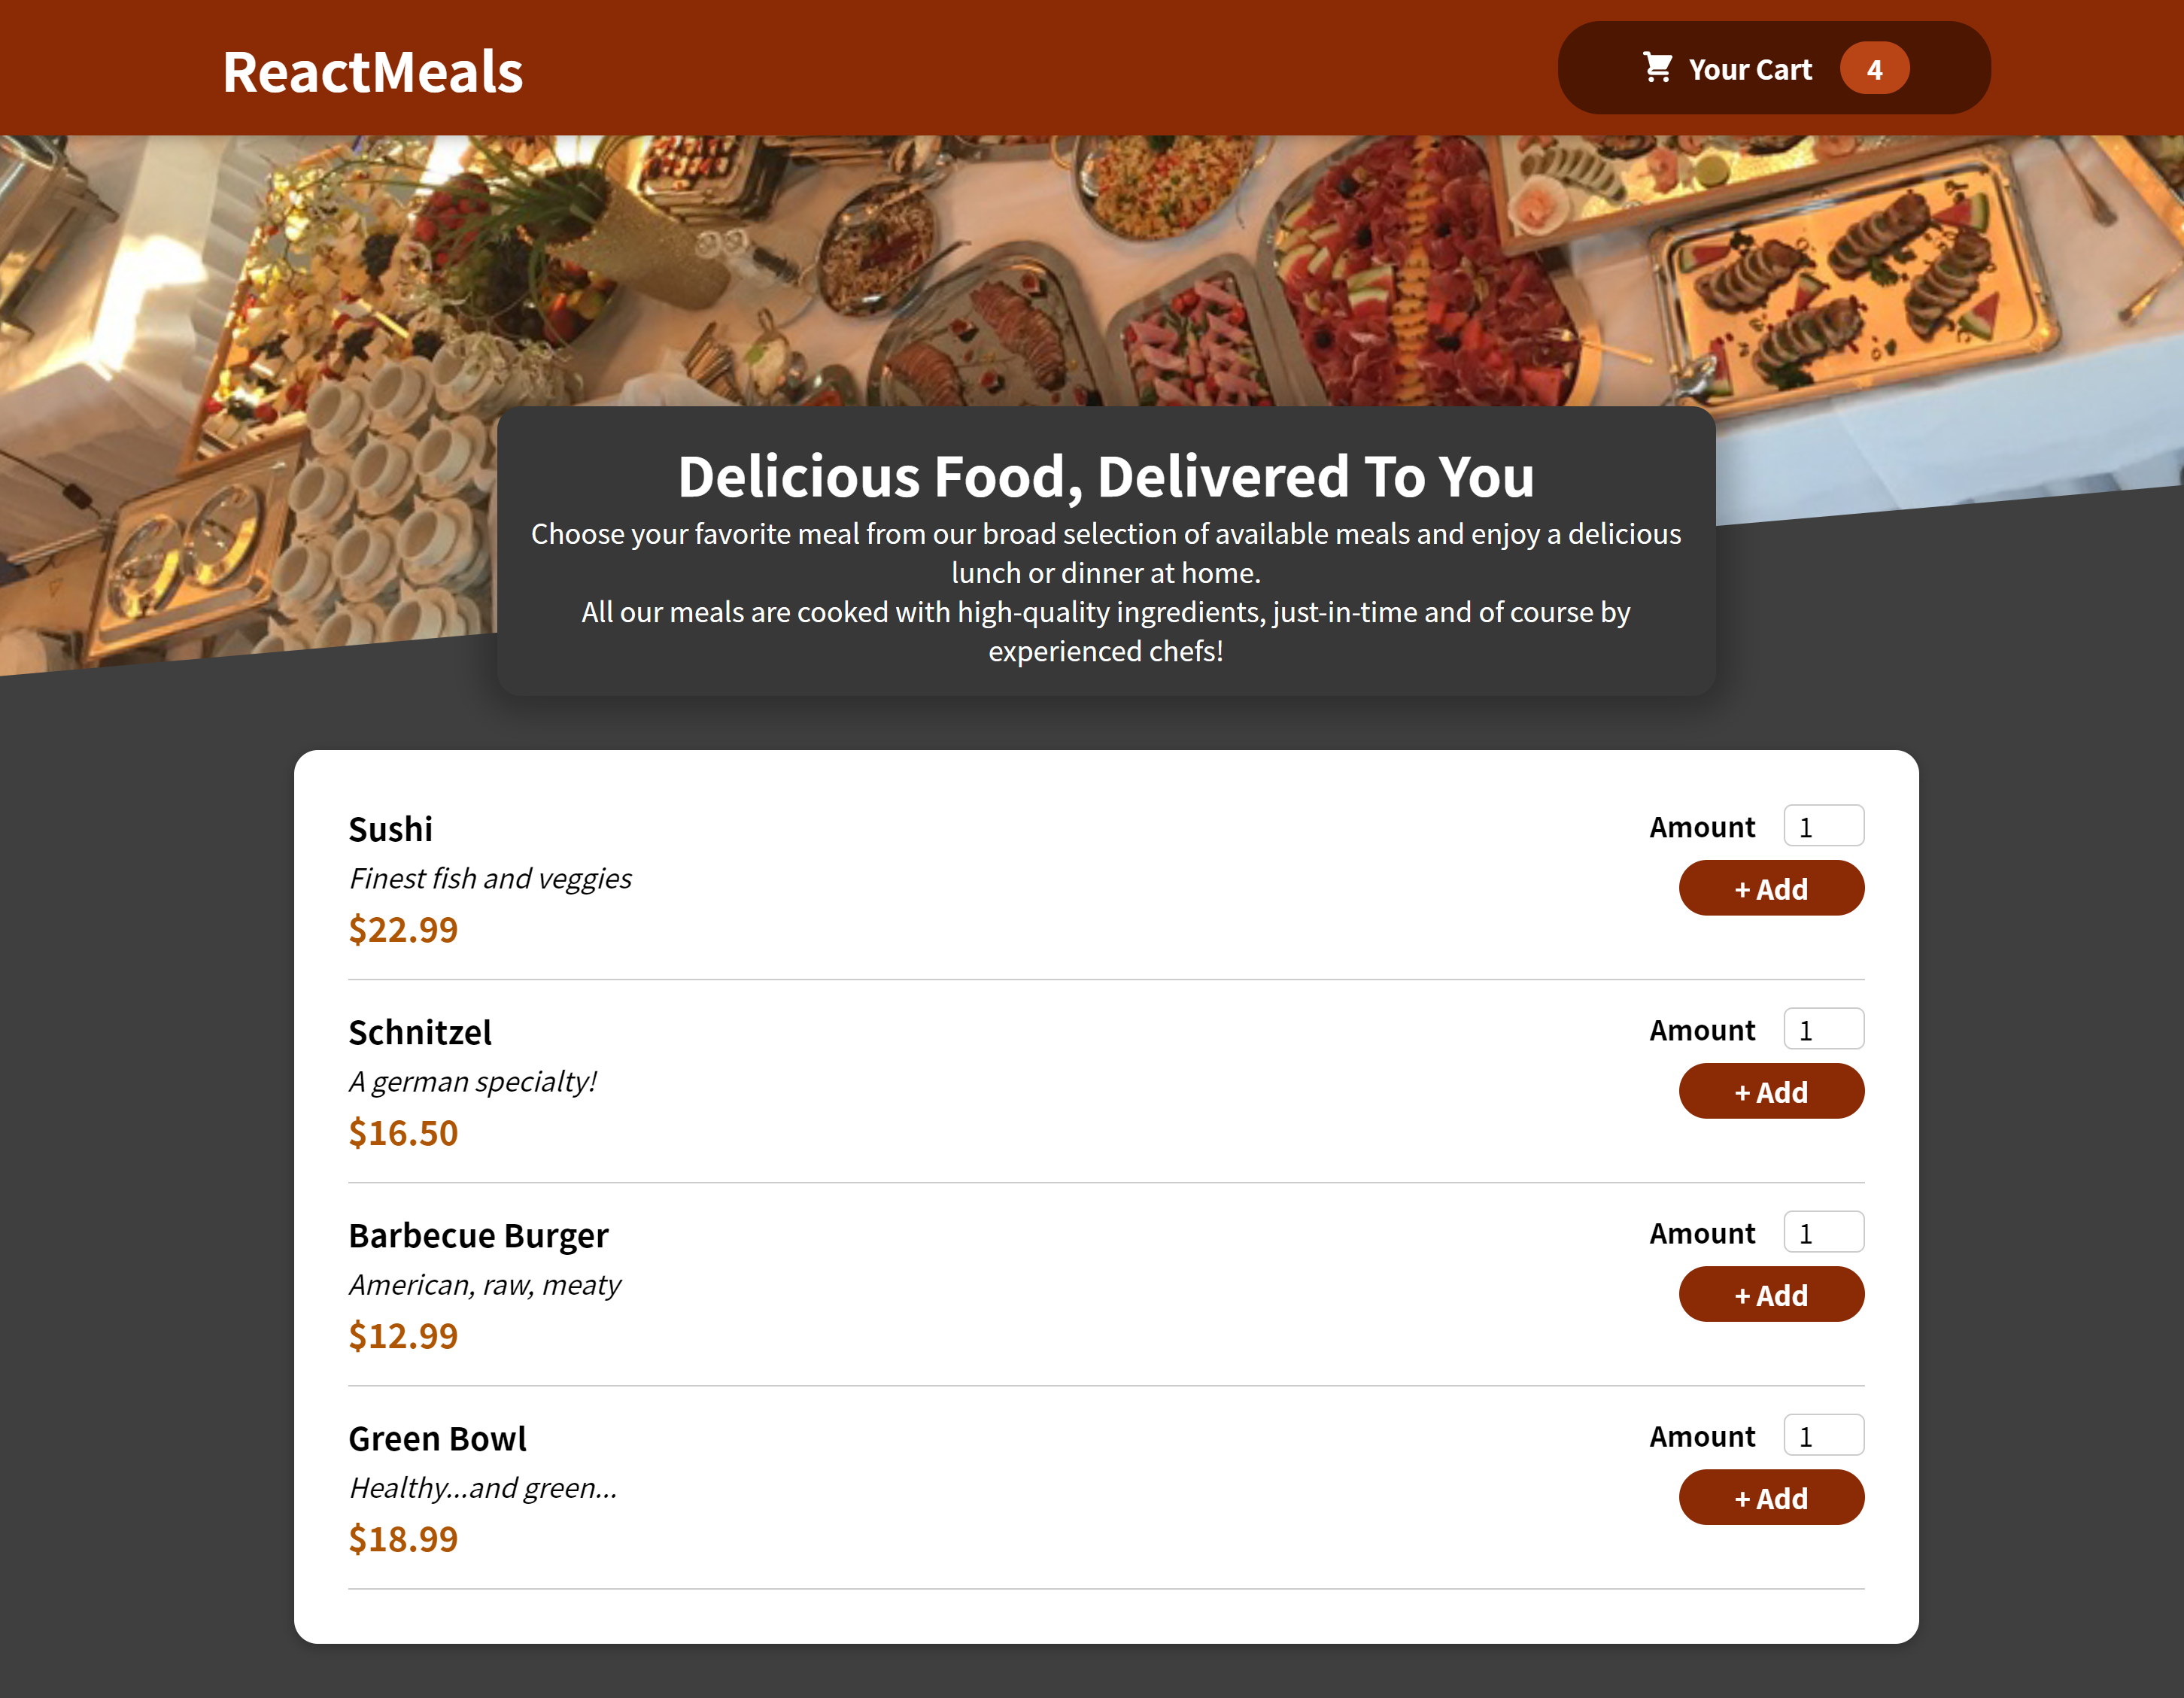 ReactMeals
Your Cart 4
Delicious Food, Delivered To You
Choose your favorite meal from our broad selection of available meals and enjoy a delicious
lunch or dinner at home.
All our meals are cooked with high-quality ingredients, just-in-time and of course by
experienced chefs!
Sushi
Finest fish and veggies
$22.99
Amount 1
+ Add
Schnitzel
A german specialty!
$16.50
Amount 1
+ Add
Barbecue Burger
American, raw, meaty
$12.99
Amount 1
+ Add
Green Bowl
Healthy...and green...
$18.99
Amount 1
+ Add